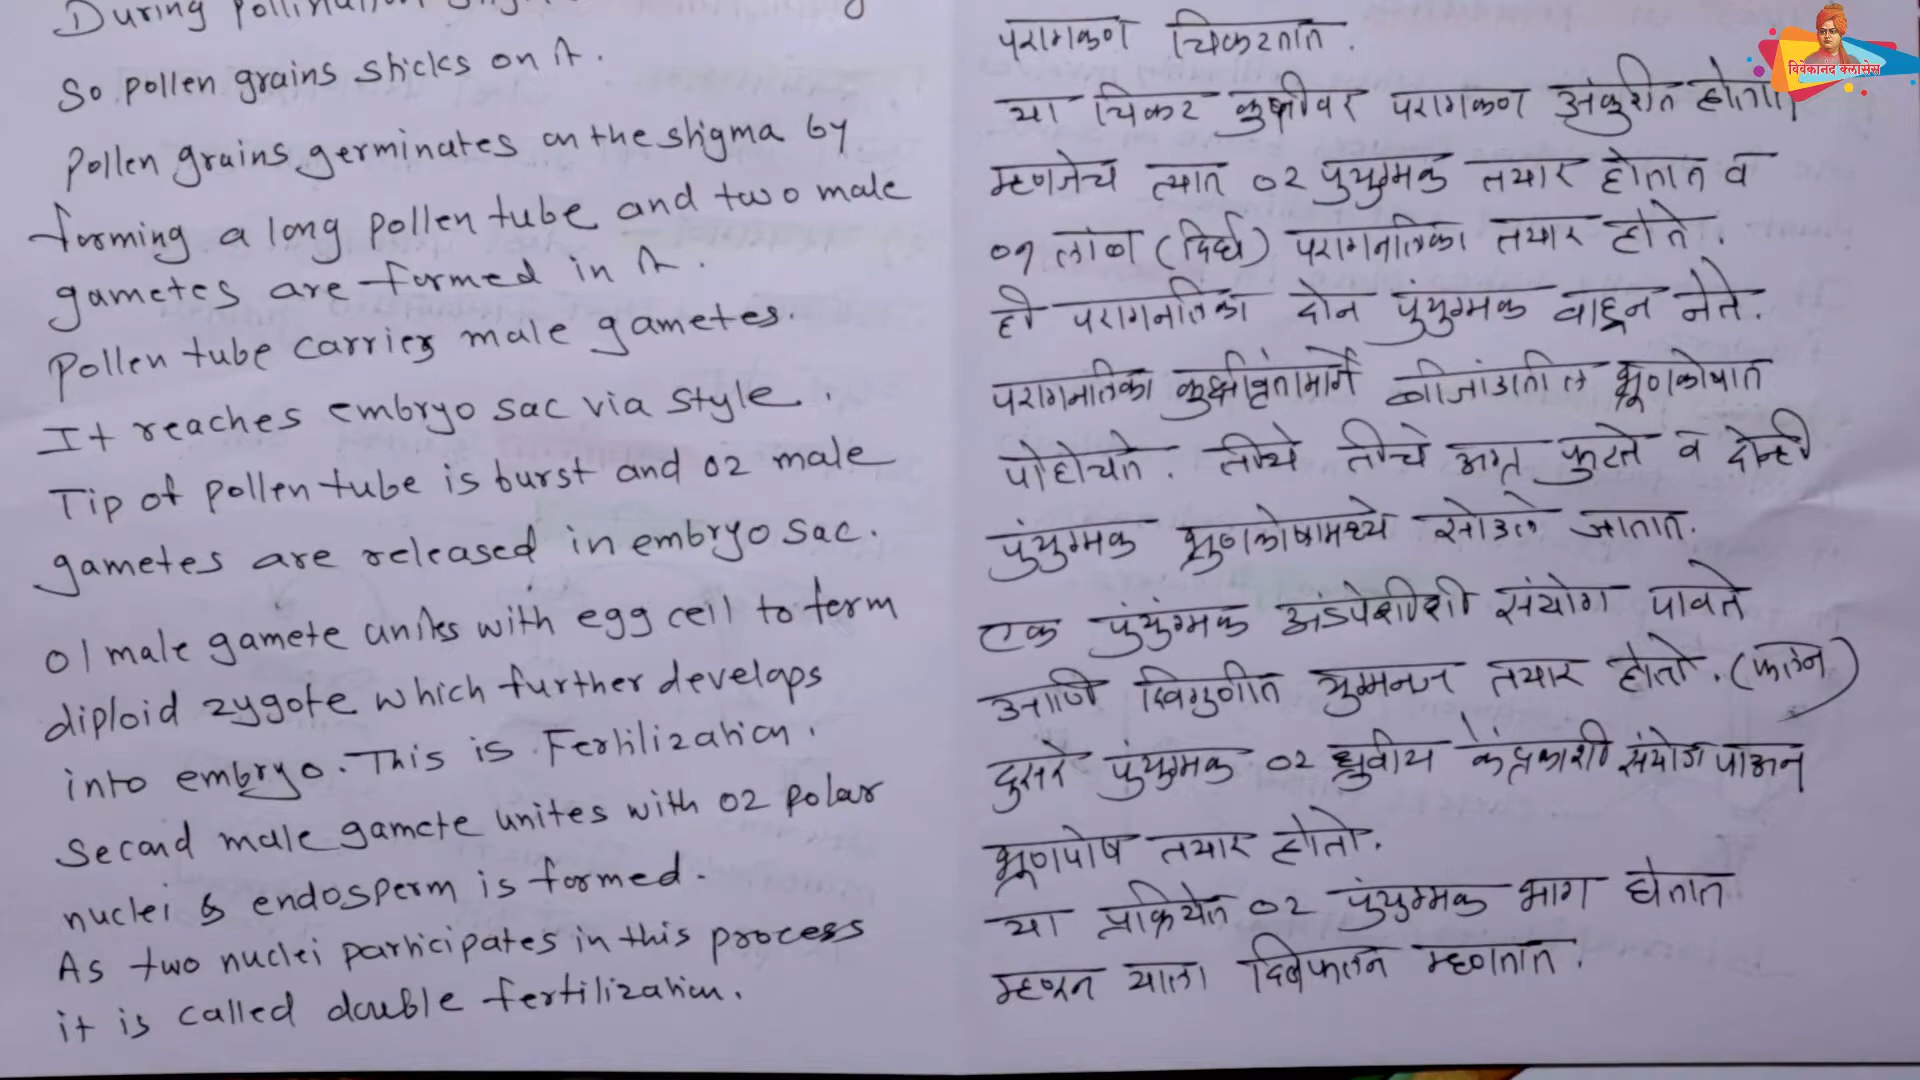 During pollination
So pollen grains sticks on it.
Pollen grains germinates on the stigma by
forming a long pollen tube and two male
gametes are formed in it.
Pollen tube carries male gametes.
It reaches embryo sac via style.
Tip of pollen tube is burst and 02 male
gametes are released in embryo sac.
01 male gamete unites with egg cell to form
diploid zygote which further develops
into embryo. This is Fertilization.
Second male gamete unites with 02 polar
nuclei & endosperm is formed.
As two nuclei participates in this process
it is called double fertilization.
परागकण चिकटतात.
या चिकट कुक्षीवर परागकण अंकुरीत होतात
म्हणजेच त्यात ०२ पुंयुग्मक तयार होतात व
०१ लांब (दिर्घ) परागनलिका तयार होते.
ही परागनलिका दोन पुंयुग्मक वाहून नेते.
परागनलिका कुक्षीवृंतामार्गे बीजांडातील भ्रूणकोषात
पोहोचते. तीथे तीचे अग्र फुटते व दोन्ही
पुंयुग्मक भ्रूणकोषामध्ये सोडले जातात.
एक पुंयुंग्मक अंडपेशीशी संयोग पावते
आणि द्विगुणीत युग्मनज तयार होतो. (फलन)
दुसरे पुंयुग्मक ०२ ध्रुवीय केंद्रकाशी संयोग पाऊन
भ्रूणपोष तयार होतो.
या प्रक्रियेत ०२ पुंयुग्मक भाग घेतात
म्हणून याला द्विफलन म्हणतात.
विवेकानंद क्लासेस